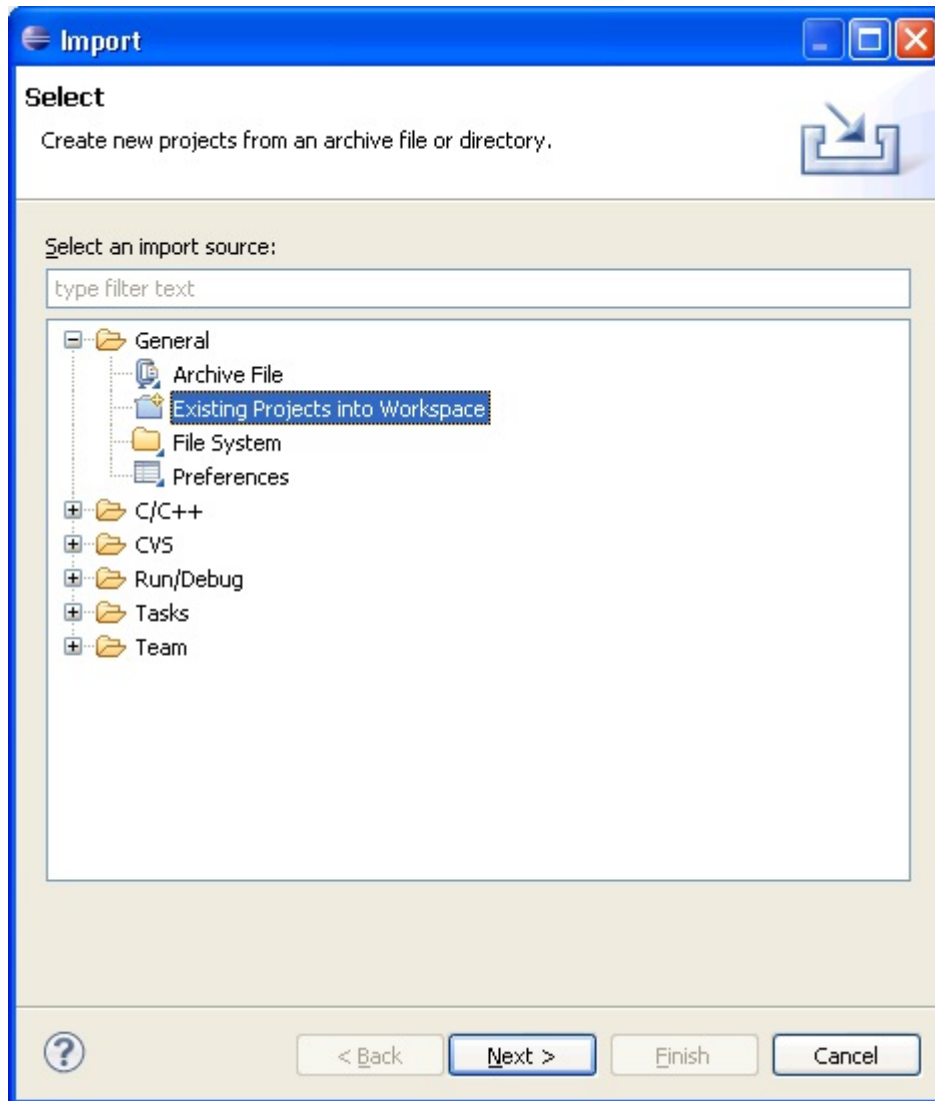 Import
Select
Create new projects from an archive file or directory.
Select an import source:
type filter text
General
Archive File
Existing Projects into Workspace
File System
Preferences
C/C++
CVS
Run/Debug
Tasks
Team
? < Back Next > Finish Cancel